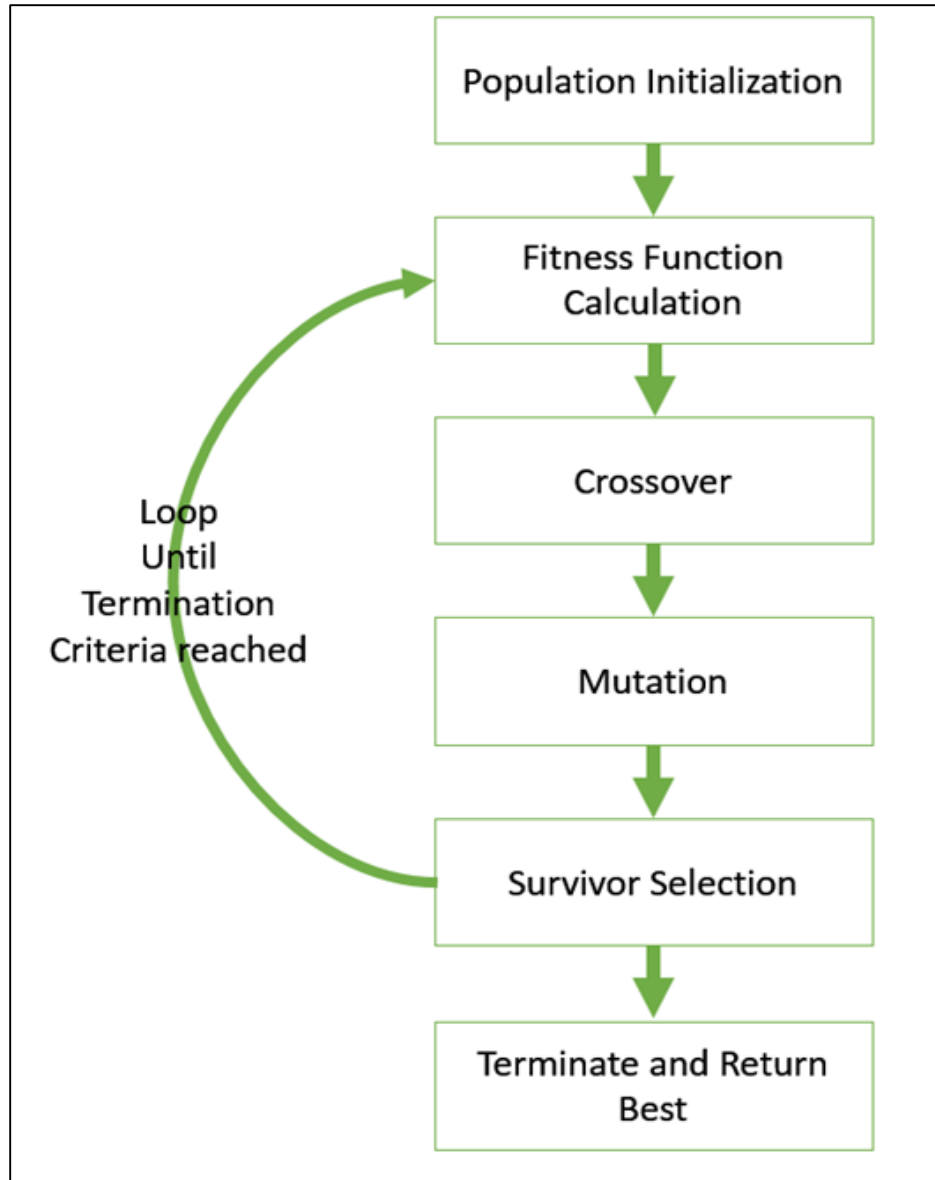 Population Initialization
Fitness Function
Calculation
Crossover
Loop
Until
Termination
Criteria reached
Mutation
Survivor Selection
Terminate and Return
Best